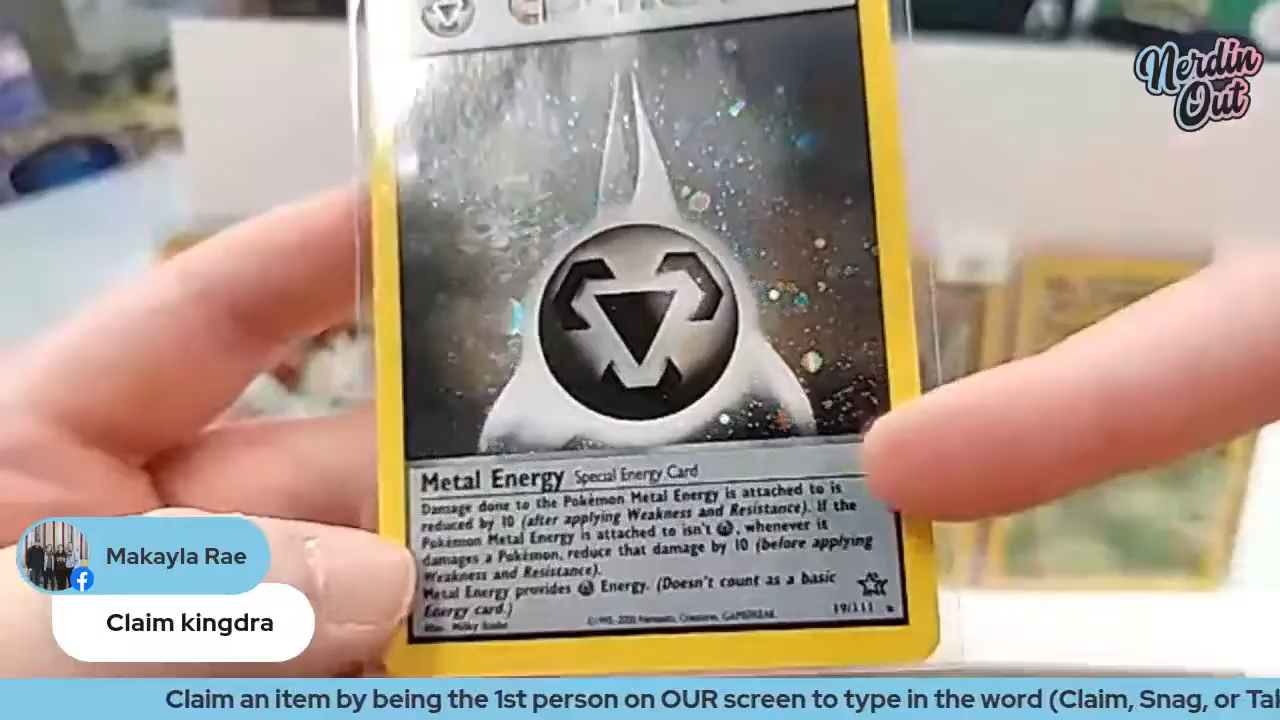 Nerdin
Out
Metal Energy Special Energy Card
Damage done to the Pokémon Metal Energy is attached to is
reduced by 10 (after applying Weakness and Resistance). If the
Pokémon Metal Energy is attached to isn't , whenever it
damages a Pokémon, reduce that damage by 10 (before applying
Weakness and Resistance).
Metal Energy provides Energy. (Doesn't count as a basic
Energy card.)
19/111
Makayla Rae
Claim kingdra
Claim an item by being the 1st person on OUR screen to type in the word (Claim, Snag, or Ta